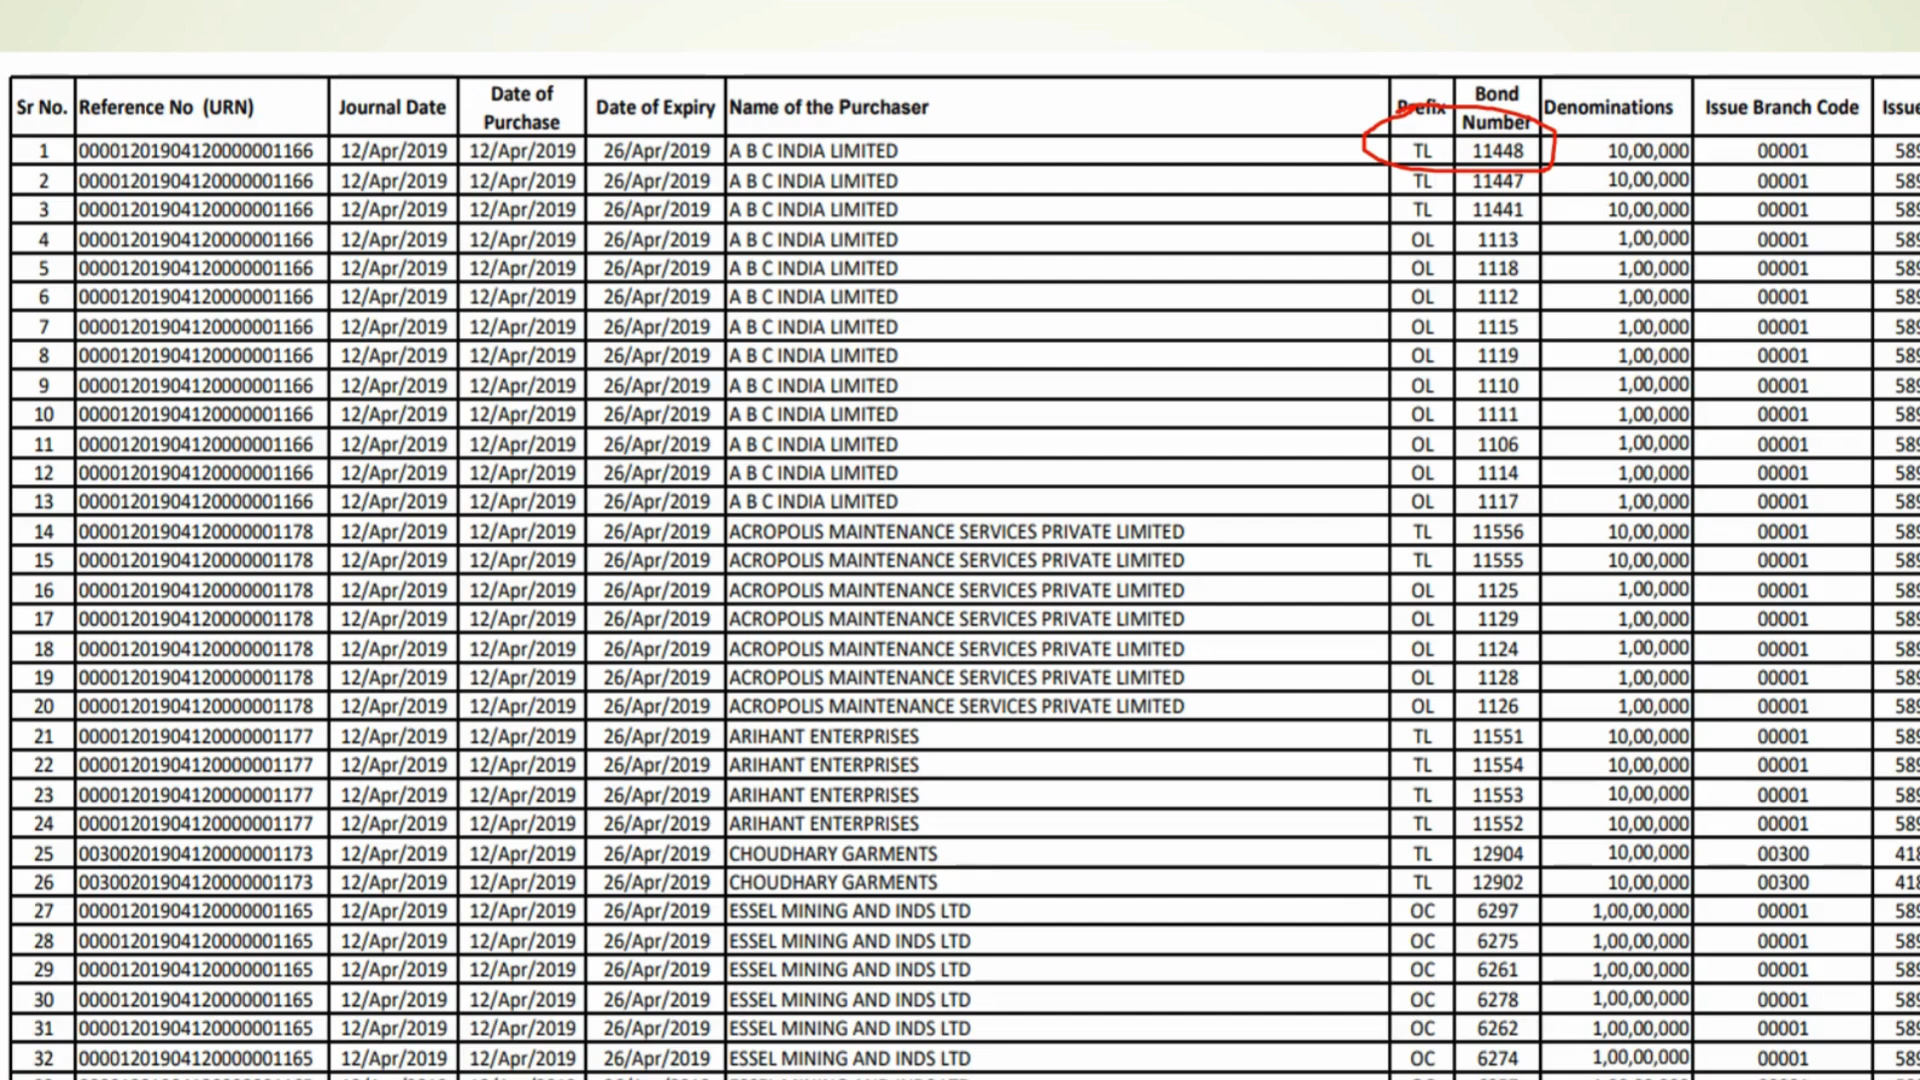 Sr No. Reference No (URN) Journal Date Date of Purchase Date of Expiry Name of the Purchaser Prefix Bond Number Denominations Issue Branch Code Issue
1 00001201904120000001166 12/Apr/2019 12/Apr/2019 26/Apr/2019 A B C INDIA LIMITED TL 11448 10,00,000 00001 589
2 00001201904120000001166 12/Apr/2019 12/Apr/2019 26/Apr/2019 A B C INDIA LIMITED TL 11447 10,00,000 00001 589
3 00001201904120000001166 12/Apr/2019 12/Apr/2019 26/Apr/2019 A B C INDIA LIMITED TL 11441 10,00,000 00001 589
4 00001201904120000001166 12/Apr/2019 12/Apr/2019 26/Apr/2019 A B C INDIA LIMITED OL 1113 1,00,000 00001 589
5 00001201904120000001166 12/Apr/2019 12/Apr/2019 26/Apr/2019 A B C INDIA LIMITED OL 1118 1,00,000 00001 589
6 00001201904120000001166 12/Apr/2019 12/Apr/2019 26/Apr/2019 A B C INDIA LIMITED OL 1112 1,00,000 00001 589
7 00001201904120000001166 12/Apr/2019 12/Apr/2019 26/Apr/2019 A B C INDIA LIMITED OL 1115 1,00,000 00001 589
8 00001201904120000001166 12/Apr/2019 12/Apr/2019 26/Apr/2019 A B C INDIA LIMITED OL 1119 1,00,000 00001 589
9 00001201904120000001166 12/Apr/2019 12/Apr/2019 26/Apr/2019 A B C INDIA LIMITED OL 1110 1,00,000 00001 589
10 00001201904120000001166 12/Apr/2019 12/Apr/2019 26/Apr/2019 A B C INDIA LIMITED OL 1111 1,00,000 00001 589
11 00001201904120000001166 12/Apr/2019 12/Apr/2019 26/Apr/2019 A B C INDIA LIMITED OL 1106 1,00,000 00001 589
12 00001201904120000001166 12/Apr/2019 12/Apr/2019 26/Apr/2019 A B C INDIA LIMITED OL 1114 1,00,000 00001 589
13 00001201904120000001166 12/Apr/2019 12/Apr/2019 26/Apr/2019 A B C INDIA LIMITED OL 1117 1,00,000 00001 589
14 00001201904120000001178 12/Apr/2019 12/Apr/2019 26/Apr/2019 ACROPOLIS MAINTENANCE SERVICES PRIVATE LIMITED TL 11556 10,00,000 00001 589
15 00001201904120000001178 12/Apr/2019 12/Apr/2019 26/Apr/2019 ACROPOLIS MAINTENANCE SERVICES PRIVATE LIMITED TL 11555 10,00,000 00001 589
16 00001201904120000001178 12/Apr/2019 12/Apr/2019 26/Apr/2019 ACROPOLIS MAINTENANCE SERVICES PRIVATE LIMITED OL 1125 1,00,000 00001 589
17 00001201904120000001178 12/Apr/2019 12/Apr/2019 26/Apr/2019 ACROPOLIS MAINTENANCE SERVICES PRIVATE LIMITED OL 1129 1,00,000 00001 589
18 00001201904120000001178 12/Apr/2019 12/Apr/2019 26/Apr/2019 ACROPOLIS MAINTENANCE SERVICES PRIVATE LIMITED OL 1124 1,00,000 00001 589
19 00001201904120000001178 12/Apr/2019 12/Apr/2019 26/Apr/2019 ACROPOLIS MAINTENANCE SERVICES PRIVATE LIMITED OL 1128 1,00,000 00001 589
20 00001201904120000001178 12/Apr/2019 12/Apr/2019 26/Apr/2019 ACROPOLIS MAINTENANCE SERVICES PRIVATE LIMITED OL 1126 1,00,000 00001 589
21 00001201904120000001177 12/Apr/2019 12/Apr/2019 26/Apr/2019 ARIHANT ENTERPRISES TL 11551 10,00,000 00001 589
22 00001201904120000001177 12/Apr/2019 12/Apr/2019 26/Apr/2019 ARIHANT ENTERPRISES TL 11554 10,00,000 00001 589
23 00001201904120000001177 12/Apr/2019 12/Apr/2019 26/Apr/2019 ARIHANT ENTERPRISES TL 11553 10,00,000 00001 589
24 00001201904120000001177 12/Apr/2019 12/Apr/2019 26/Apr/2019 ARIHANT ENTERPRISES TL 11552 10,00,000 00001 589
25 00300201904120000001173 12/Apr/2019 12/Apr/2019 26/Apr/2019 CHOUDHARY GARMENTS TL 12904 10,00,000 00300 418
26 00300201904120000001173 12/Apr/2019 12/Apr/2019 26/Apr/2019 CHOUDHARY GARMENTS TL 12902 10,00,000 00300 418
27 00001201904120000001165 12/Apr/2019 12/Apr/2019 26/Apr/2019 ESSEL MINING AND INDS LTD OC 6297 1,00,00,000 00001 589
28 00001201904120000001165 12/Apr/2019 12/Apr/2019 26/Apr/2019 ESSEL MINING AND INDS LTD OC 6275 1,00,00,000 00001 589
29 00001201904120000001165 12/Apr/2019 12/Apr/2019 26/Apr/2019 ESSEL MINING AND INDS LTD OC 6261 1,00,00,000 00001 589
30 00001201904120000001165 12/Apr/2019 12/Apr/2019 26/Apr/2019 ESSEL MINING AND INDS LTD OC 6278 1,00,00,000 00001 589
31 00001201904120000001165 12/Apr/2019 12/Apr/2019 26/Apr/2019 ESSEL MINING AND INDS LTD OC 6262 1,00,00,000 00001 589
32 00001201904120000001165 12/Apr/2019 12/Apr/2019 26/Apr/2019 ESSEL MINING AND INDS LTD OC 6274 1,00,00,000 00001 589